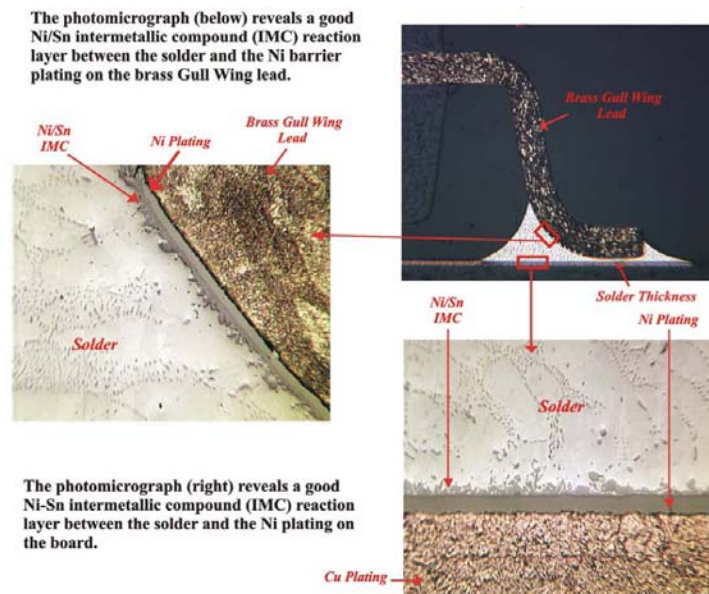 The photomicrograph (below) reveals a good
Ni/Sn intermetallic compound (IMC) reaction
layer between the solder and the Ni barrier
plating on the brass Gull Wing lead.
Brass Gull Wing
Lead
Ni/Sn
IMC
Ni Plating
Brass Gull Wing
Lead
Solder
Solder Thickness
Ni/Sn
IMC
Ni Plating
Solder
The photomicrograph (right) reveals a good
Ni-Sn intermetallic compound (IMC) reaction
layer between the solder and the Ni plating on
the board.
Cu Plating